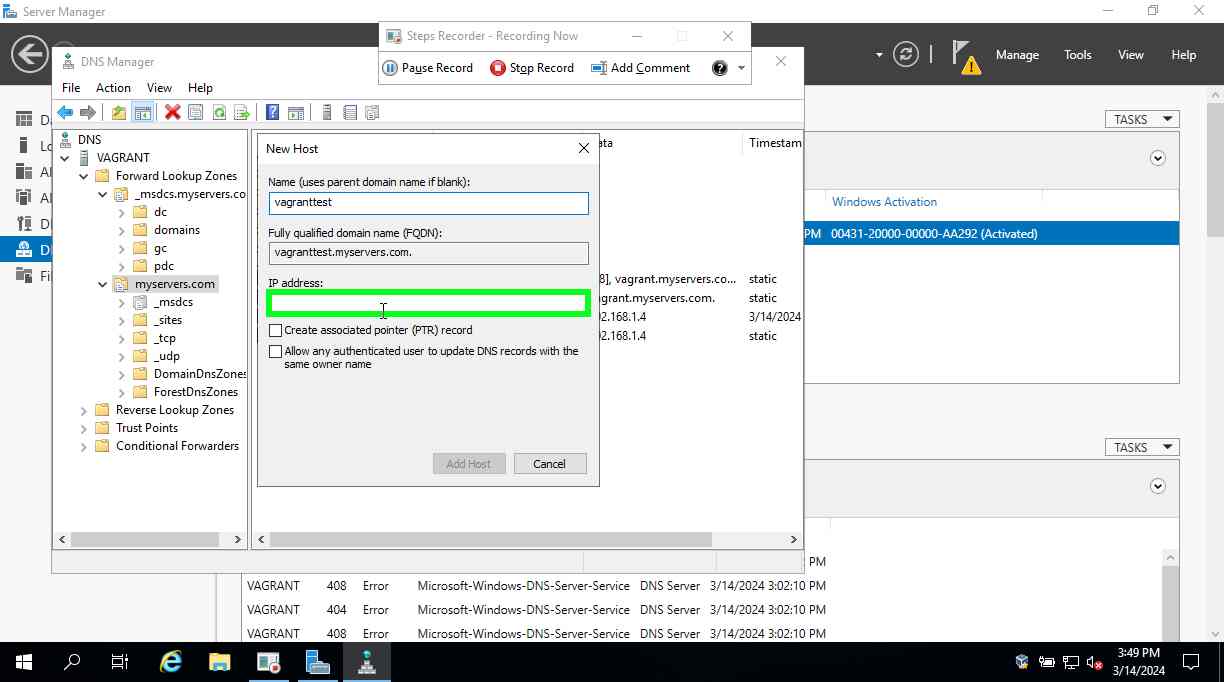 Server Manager
Steps Recorder - Recording Now
Pause Record
Stop Record
Add Comment
?
Manage
Tools
View
Help
DNS Manager
File
Action
View
Help
TASKS
DNS
VAGRANT
Forward Lookup Zones
_msdcs.myservers.co
dc
domains
gc
pdc
myservers.com
_msdcs
_sites
_tcp
_udp
DomainDnsZones
ForestDnsZones
Reverse Lookup Zones
Trust Points
Conditional Forwarders
New Host
Name (uses parent domain name if blank):
vagranttest
Fully qualified domain name (FQDN):
vagranttest.myservers.com.
IP address:
Create associated pointer (PTR) record
Allow any authenticated user to update DNS records with the
same owner name
Add Host
Cancel
ata
Timestam
8], vagrant.myservers.co... static
agrant.myservers.com. static
02.168.1.4 3/14/2024
02.168.1.4 static
Windows Activation
PM 00431-20000-00000-AA292 (Activated)
TASKS
PM
VAGRANT 408 Error Microsoft-Windows-DNS-Server-Service DNS Server 3/14/2024 3:02:10 PM
VAGRANT 404 Error Microsoft-Windows-DNS-Server-Service DNS Server 3/14/2024 3:02:10 PM
VAGRANT 408 Error Microsoft-Windows-DNS-Server-Service DNS Server 3/14/2024 3:02:10 PM
3:49 PM
3/14/2024